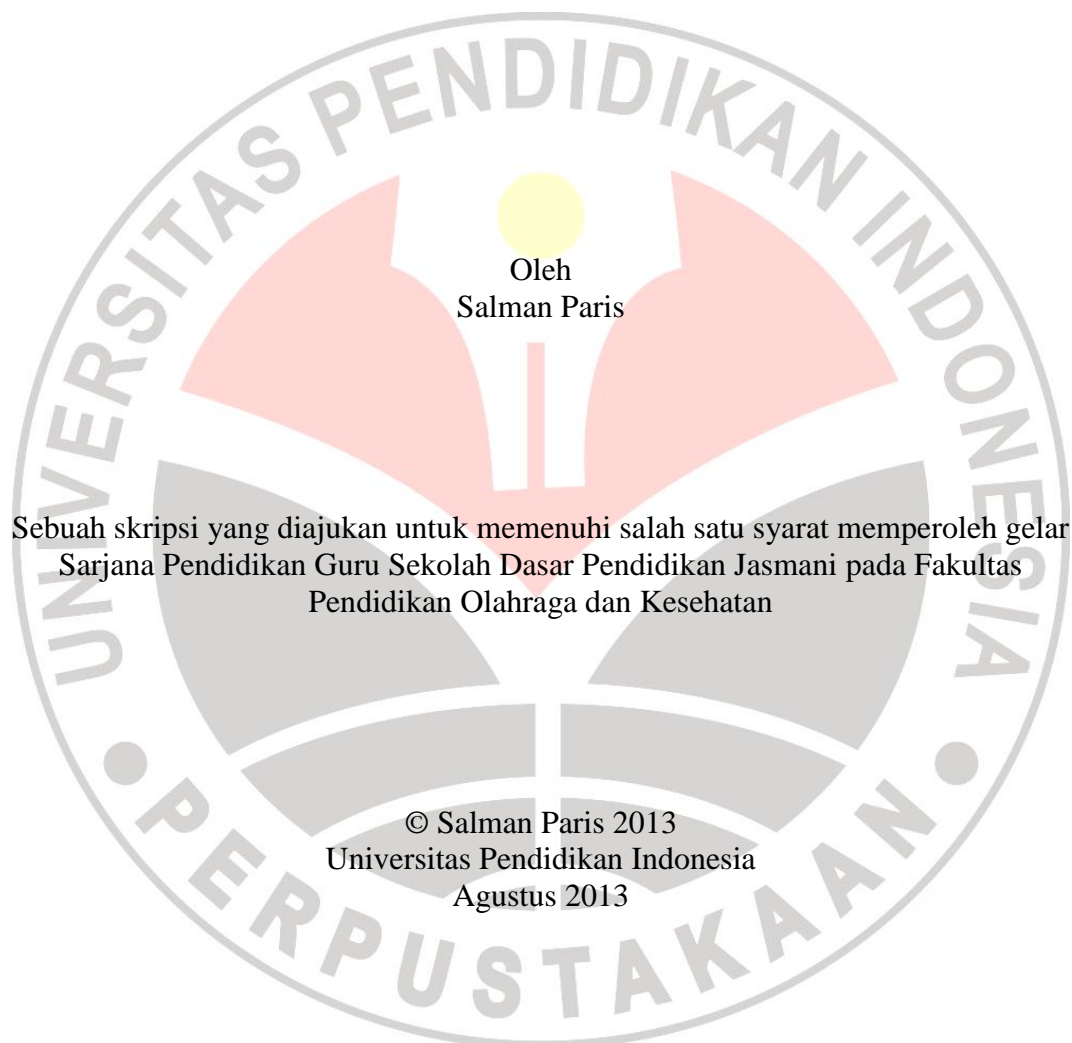 UNIVERSITAS PENDIDIKAN INDONESIA
Oleh
Salman Paris
Sebuah skripsi yang diajukan untuk memenuhi salah satu syarat memperoleh gelar
Sarjana Pendidikan Guru Sekolah Dasar Pendidikan Jasmani pada Fakultas
Pendidikan Olahraga dan Kesehatan
© Salman Paris 2013
Universitas Pendidikan Indonesia
Agustus 2013
PERPUSTAKAAN